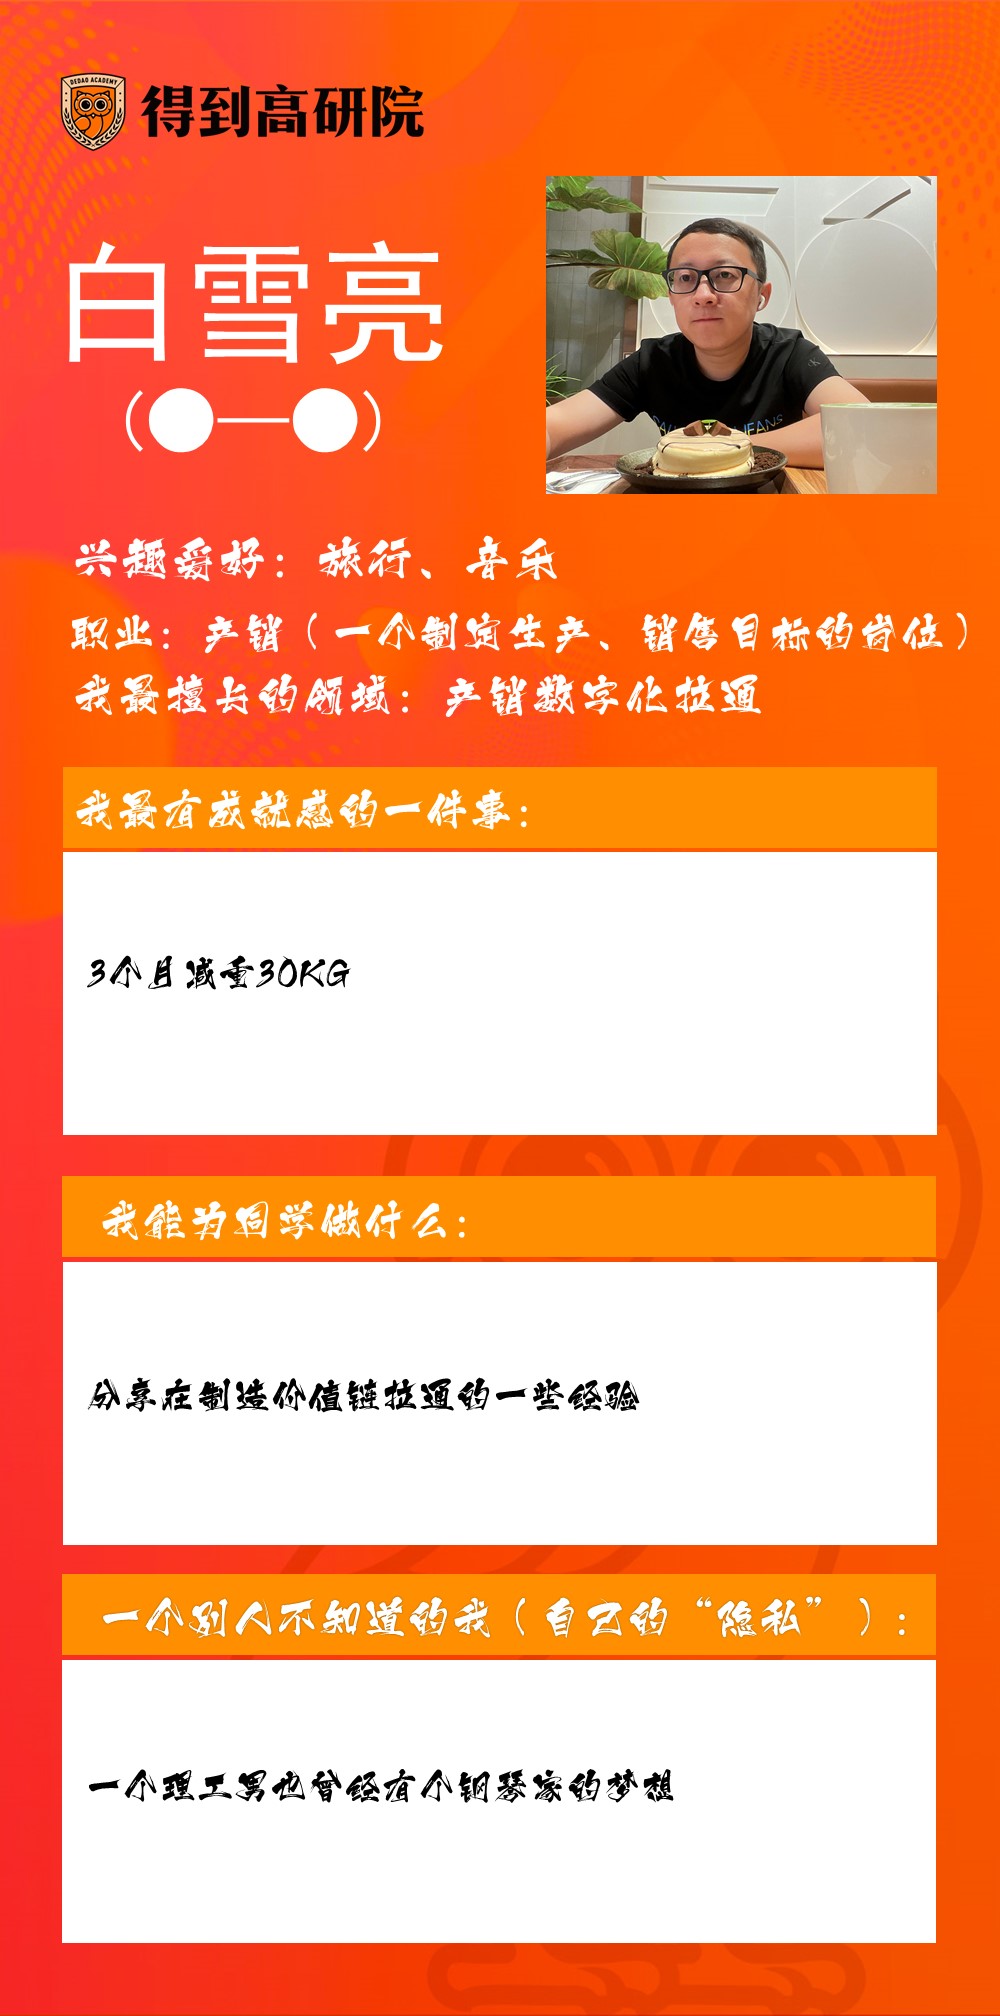 DEDAO ACADEMY
得到高研院
白雪亮
（●—●）
兴趣爱好：旅行、音乐
职业：产销（一个制定生产、销售目标的岗位）
我最擅长的领域：产销数字化拉通
我最有成就感的一件事：
3个月减重30KG
我能为同学做什么：
分享在制造价值链拉通的一些经验
一个别人不知道的我（自己的“隐私”）：
一个理工男也曾经有个钢琴家的梦想